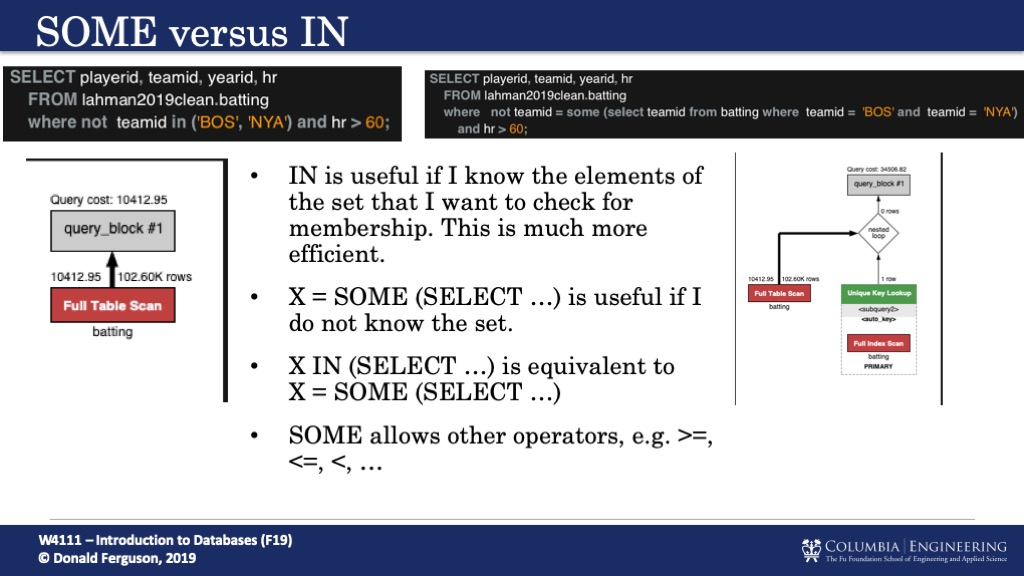 SOME versus IN
SELECT playerid, teamid, yearid, hr
FROM lahman2019clean.batting
where not teamid in ('BOS', 'NYA') and hr > 60;
SELECT playerid, teamid, yearid, hr
FROM lahman2019clean.batting
where not teamid = some (select teamid from batting where teamid = 'BOS' and teamid = 'NYA')
and hr > 60;
Query cost: 10412.95
query_block #1
10412.95 102.60K rows
Full Table Scan
batting
• IN is useful if I know the elements of
the set that I want to check for
membership. This is much more
efficient.
• X = SOME (SELECT …) is useful if I
do not know the set.
• X IN (SELECT …) is equivalent to
X = SOME (SELECT …)
• SOME allows other operators, e.g. >=,
<=, <, …
Query cost: 34506.82
query_block #1
0 rows
nested
loop
10412.95 102.60K rows
1 row
Full Table Scan
batting
Unique Key Lookup
<subquery2>
<auto_key>
Full Index Scan
batting
PRIMARY
W4111 – Introduction to Databases (F19)
© Donald Ferguson, 2019
COLUMBIA | ENGINEERING
The Fu Foundation School of Engineering and Applied Science